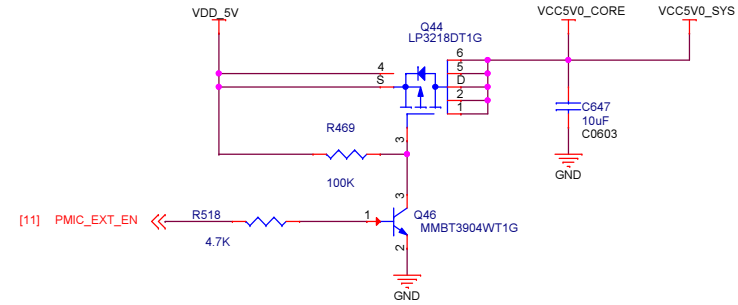 VDD_5V
VCC5V0_CORE
VCC5V0_SYS
Q44
LP3218DT1G
6
4
5
S
D
2
1
C647
10uF
C0603
R469
3
100K
GND
3
[11] PMIC_EXT_EN
R518
1
Q46
MMBT3904WT1G
4.7K
2
GND